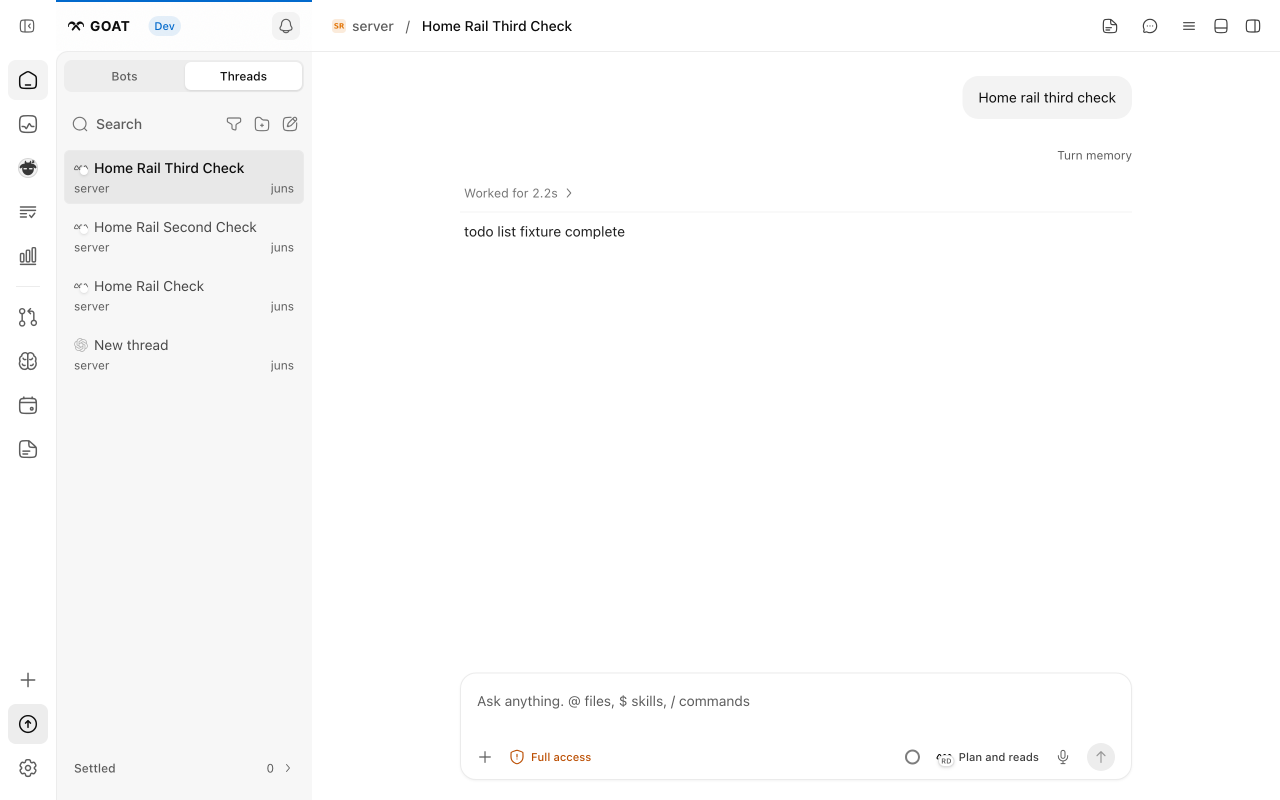 GOAT
Dev
SR server / Home Rail Third Check
Bots
Threads
Search
Home Rail Third Check
server juns
Home Rail Second Check
server juns
Home Rail Check
server juns
New thread
server juns
Settled 0
Home rail third check
Turn memory
Worked for 2.2s
todo list fixture complete
Ask anything. @ files, $ skills, / commands
Full access
RD Plan and reads